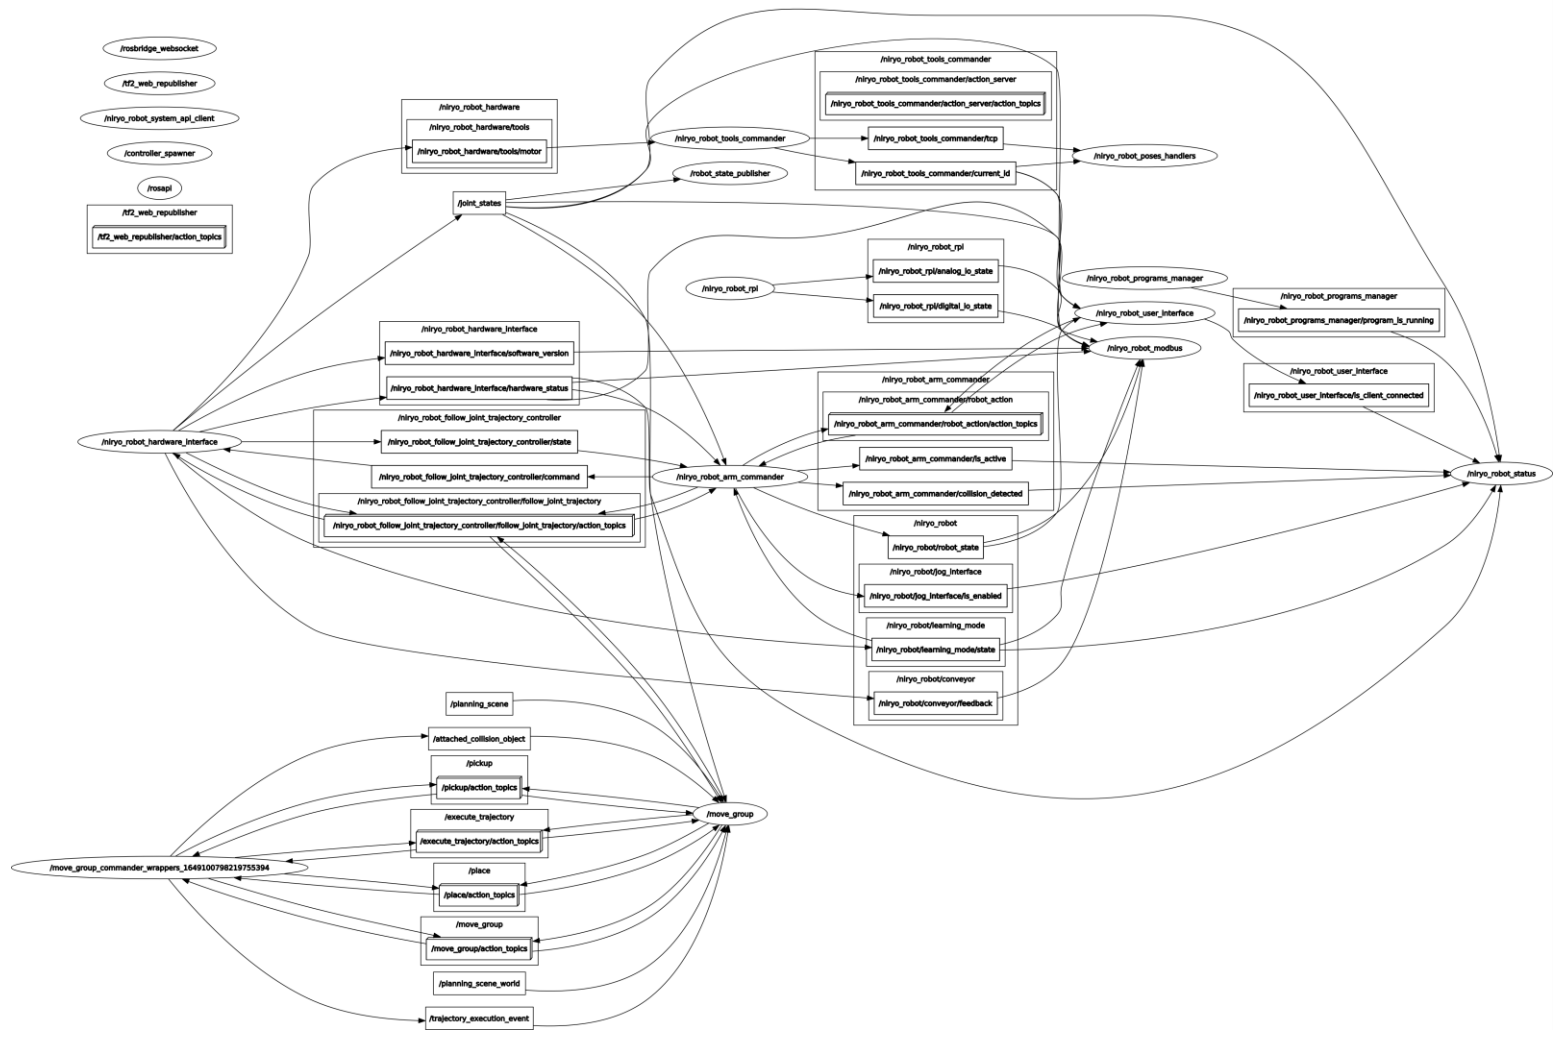 /rosbridge_websocket
/tf2_web_republisher
/niryo_robot_system_api_client
/controller_spawner
/rosapi
/tf2_web_republisher
/tf2_web_republisher/action_topics
/niryo_robot_hardware_interface
/move_group_commander_wrappers_1649100798219755394
/niryo_robot_hardware
/niryo_robot_hardware/tools
/niryo_robot_hardware/tools/motor
/joint_states
/niryo_robot_hardware_interface
/niryo_robot_hardware_interface/software_version
/niryo_robot_hardware_interface/hardware_status
/niryo_robot_follow_joint_trajectory_controller
/niryo_robot_follow_joint_trajectory_controller/state
/niryo_robot_follow_joint_trajectory_controller/command
/niryo_robot_follow_joint_trajectory_controller/follow_joint_trajectory
/niryo_robot_follow_joint_trajectory_controller/follow_joint_trajectory/action_topics
/planning_scene
/attached_collision_object
/pickup
/pickup/action_topics
/execute_trajectory
/execute_trajectory/action_topics
/place
/place/action_topics
/move_group
/move_group/action_topics
/planning_scene_world
/trajectory_execution_event
/niryo_robot_tools_commander
/robot_state_publisher
/niryo_robot_rpi
/niryo_robot_arm_commander
/move_group
/niryo_robot_tools_commander
/niryo_robot_tools_commander/action_server
/niryo_robot_tools_commander/action_server/action_topics
/niryo_robot_tools_commander/tcp
/niryo_robot_tools_commander/current_id
/niryo_robot_rpi
/niryo_robot_rpi/analog_io_state
/niryo_robot_rpi/digital_io_state
/niryo_robot_arm_commander
/niryo_robot_arm_commander/robot_action
/niryo_robot_arm_commander/robot_action/action_topics
/niryo_robot_arm_commander/is_active
/niryo_robot_arm_commander/collision_detected
/niryo_robot
/niryo_robot/robot_state
/niryo_robot/jog_interface
/niryo_robot/jog_interface/is_enabled
/niryo_robot/learning_mode
/niryo_robot/learning_mode/state
/niryo_robot/conveyor
/niryo_robot/conveyor/feedback
/niryo_robot_poses_handlers
/niryo_robot_programs_manager
/niryo_robot_user_interface
/niryo_robot_modbus
/niryo_robot_programs_manager
/niryo_robot_programs_manager/program_is_running
/niryo_robot_user_interface
/niryo_robot_user_interface/is_client_connected
/niryo_robot_status